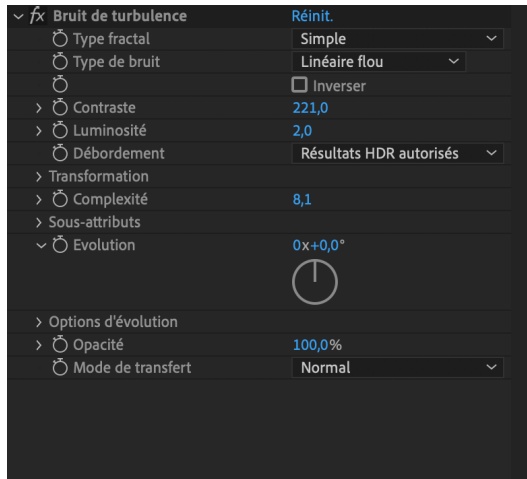 fx Bruit de turbulence Réinit.
Type fractal Simple
Type de bruit Linéaire flou
Inverser
Contraste 221,0
Luminosité 2,0
Débordement Résultats HDR autorisés
Transformation
Complexité 8,1
Sous-attributs
Evolution 0x+0,0°
Options d'évolution
Opacité 100,0%
Mode de transfert Normal